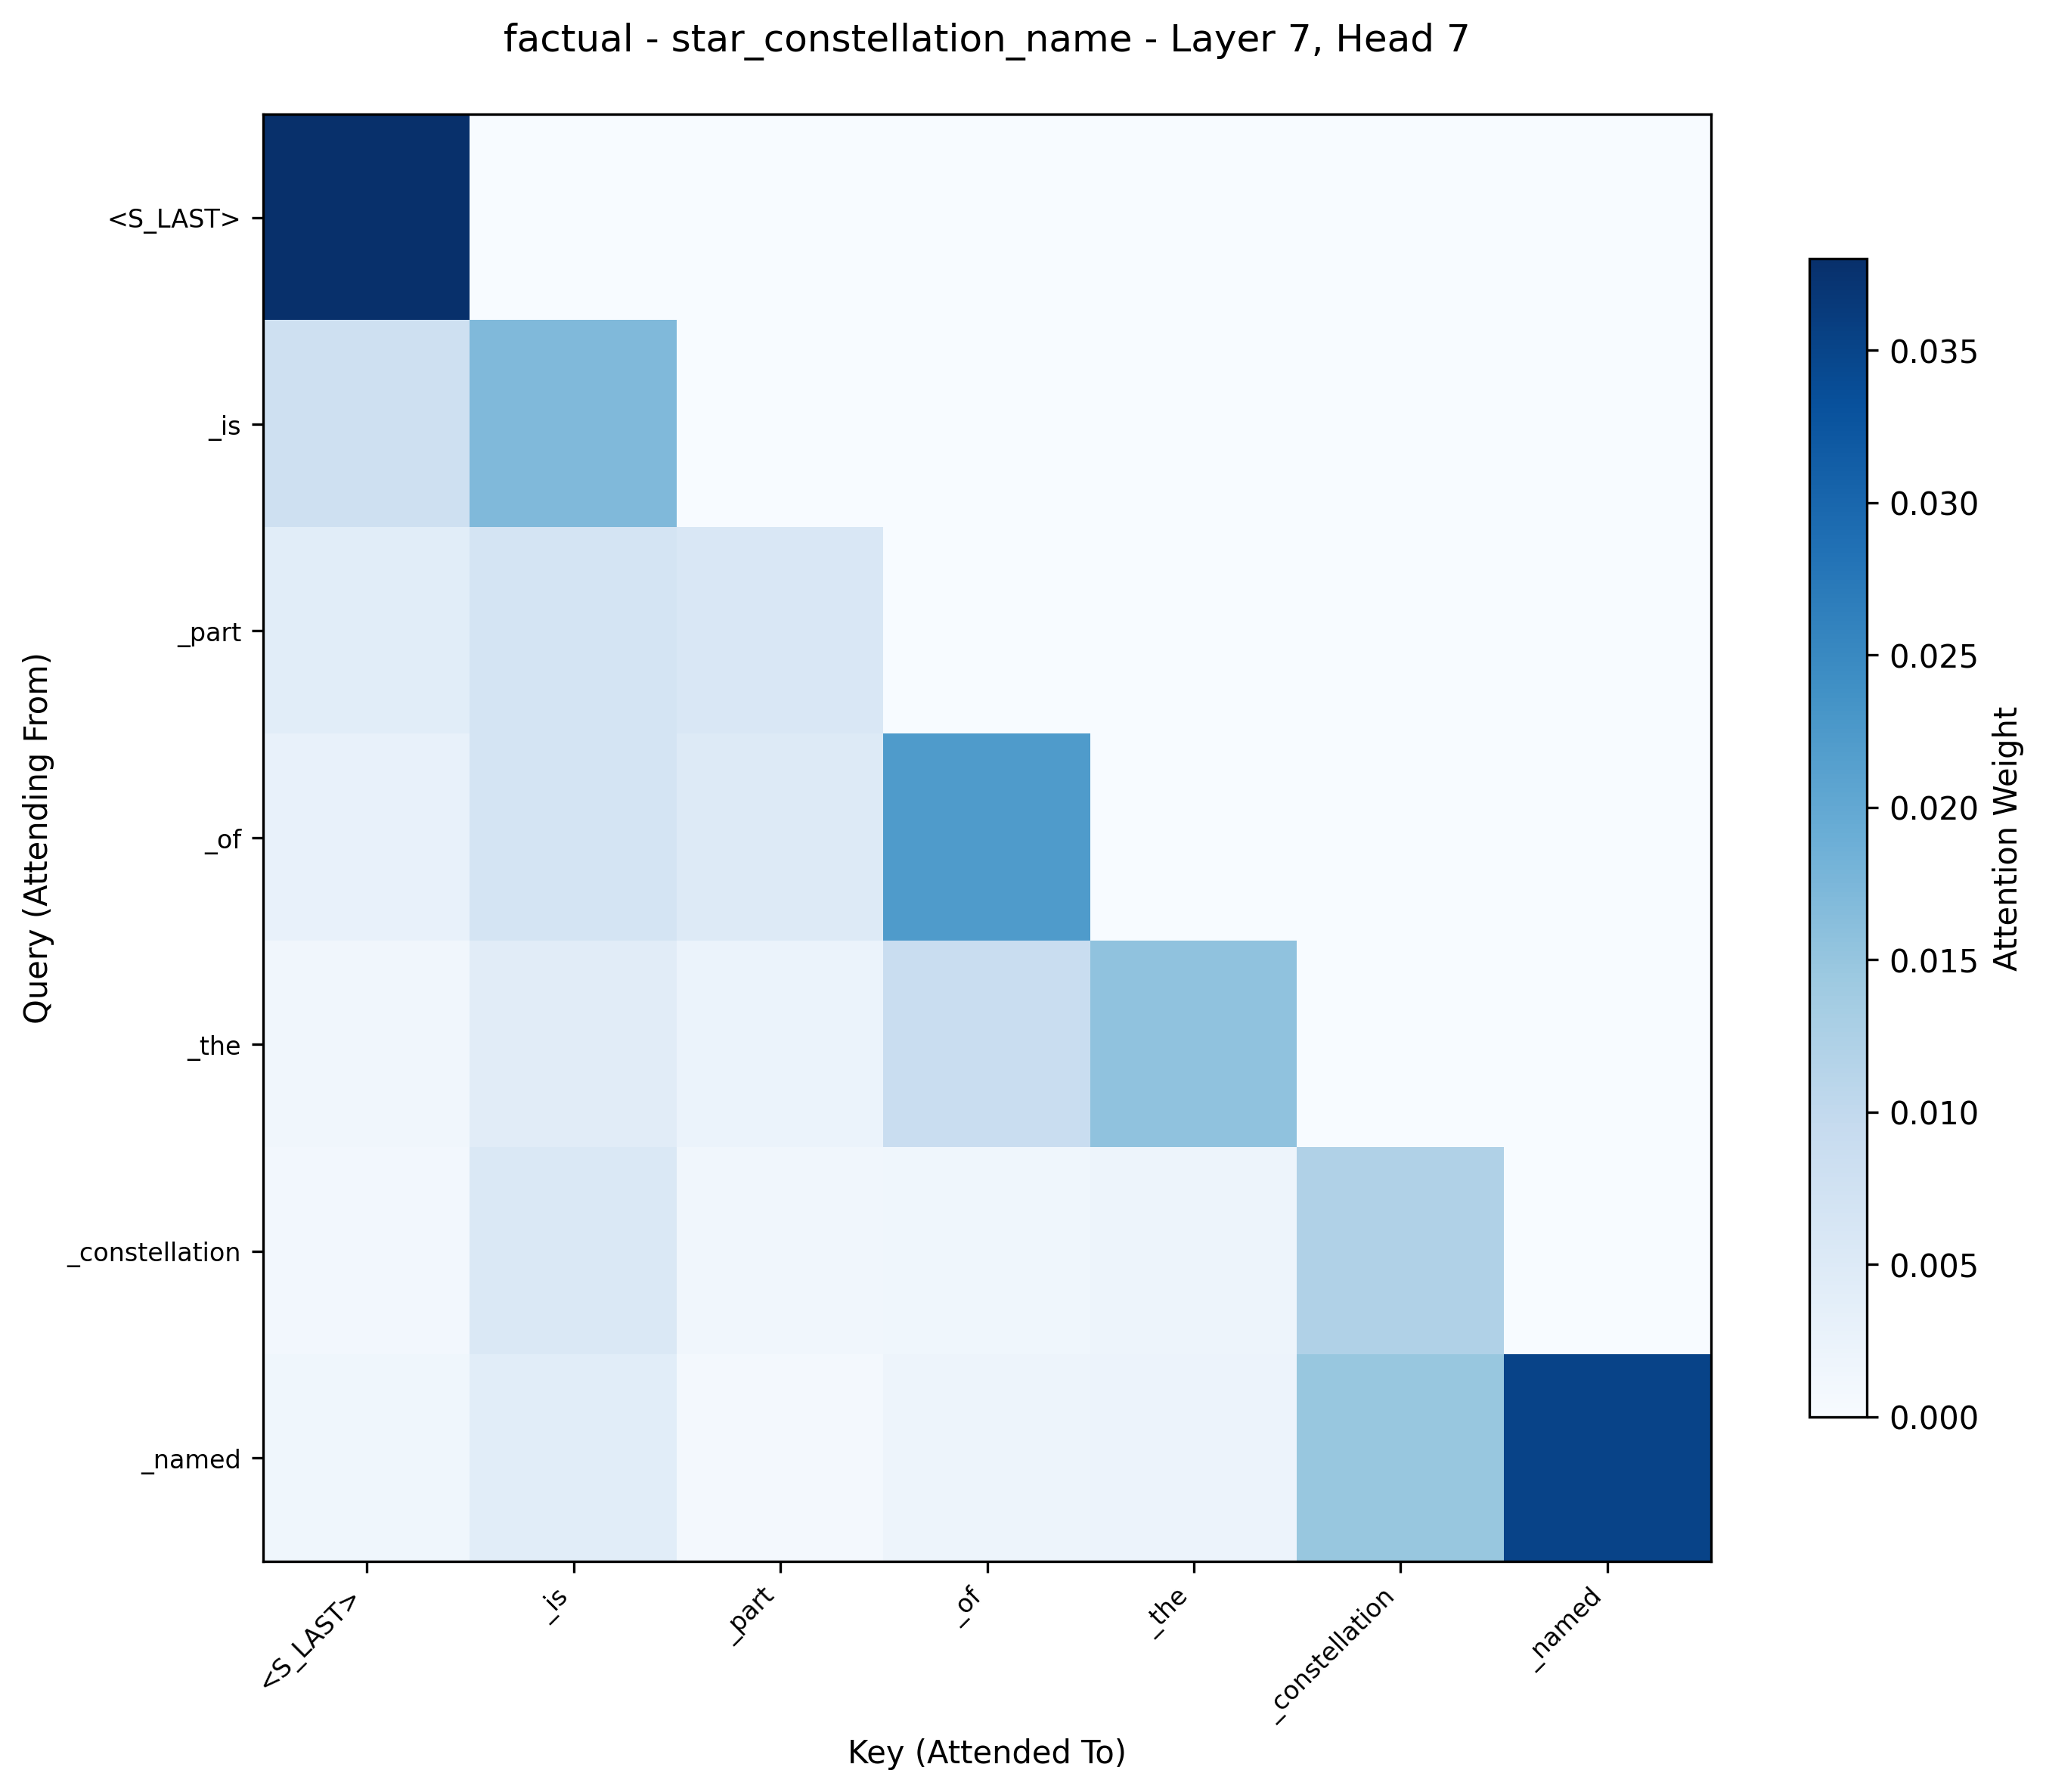 factual - star_constellation_name - Layer 7, Head 7
Query (Attending From)
<S_LAST>
_is
_part
_of
_the
_constellation
_named
<S_LAST>
_is
_part
_of
_the
_constellation
_named
Key (Attended To)
0.035
0.030
0.025
0.020
0.015
0.010
0.005
0.000
Attention Weight